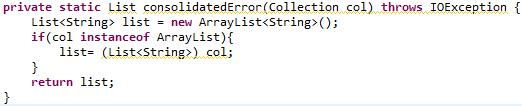 private static List consolidatedError(Collection col) throws IOException {
    List<String> list = new ArrayList<String>();
    if(col instanceof ArrayList){
        list= (List<String>) col;
    }
    return list;
}